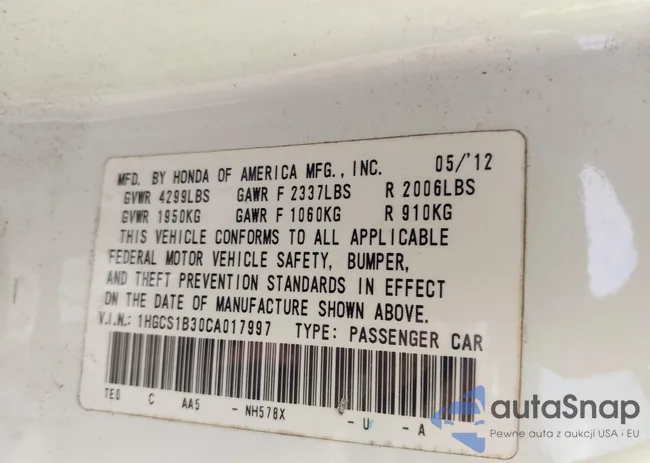 MFD. BY HONDA OF AMERICA MFG., INC. 05/'12
GVWR 4299LBS GAWR F 2337LBS R 2006LBS
GVWR 1950KG GAWR F 1060KG R 910KG
THIS VEHICLE CONFORMS TO ALL APPLICABLE
FEDERAL MOTOR VEHICLE SAFETY, BUMPER,
AND THEFT PREVENTION STANDARDS IN EFFECT
ON THE DATE OF MANUFACTURE SHOWN ABOVE.
V.I.N.: 1HGCS1B30CA017997 TYPE: PASSENGER CAR
TE0 C AA5 - NH578X - U - A
autaSnap
Pewne auta z aukcji USA i EU